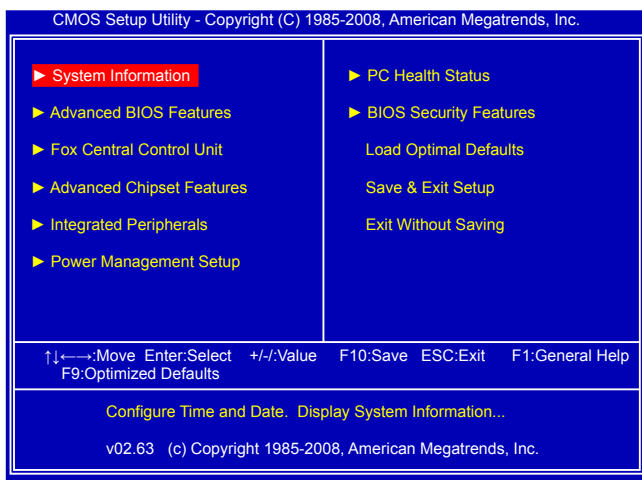 CMOS Setup Utility - Copyright (C) 1985-2008, American Megatrends, Inc.
► System Information
► Advanced BIOS Features
► Fox Central Control Unit
► Advanced Chipset Features
► Integrated Peripherals
► Power Management Setup
► PC Health Status
► BIOS Security Features
Load Optimal Defaults
Save & Exit Setup
Exit Without Saving
↑↓←→:Move Enter:Select +/-/:Value F10:Save ESC:Exit F1:General Help
F9:Optimized Defaults
Configure Time and Date. Display System Information...
v02.63 (c) Copyright 1985-2008, American Megatrends, Inc.